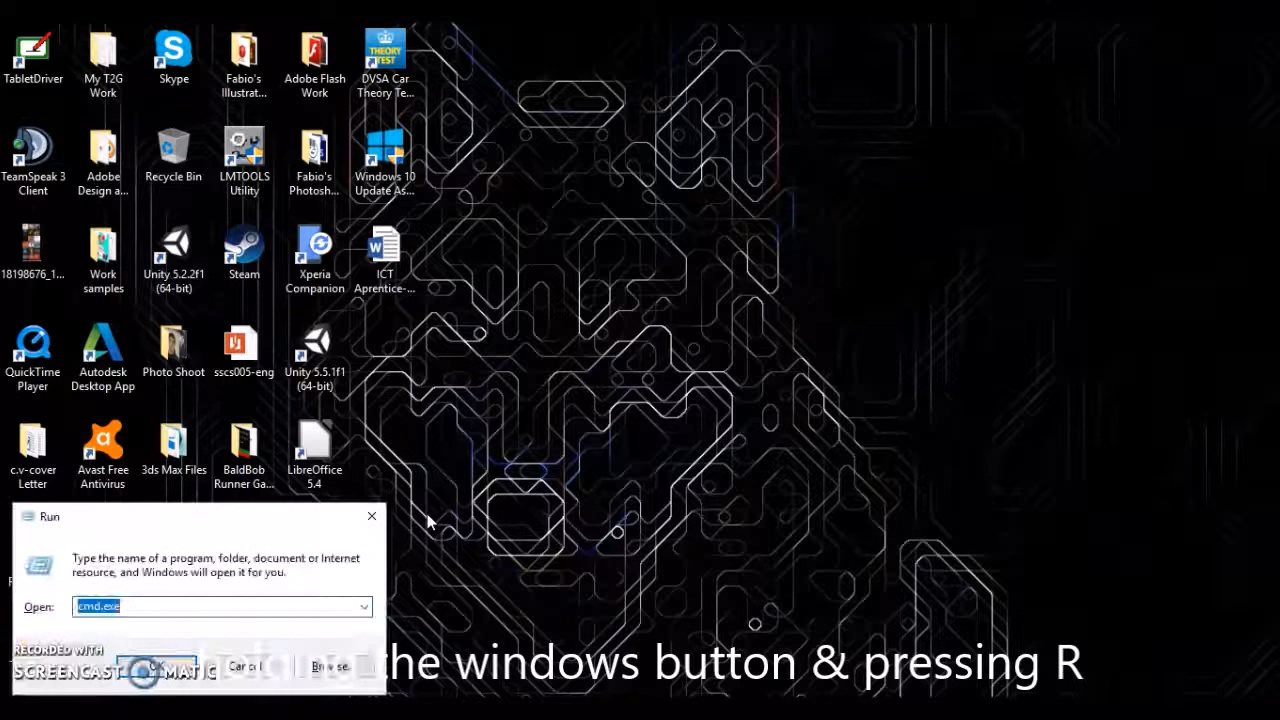 TabletDriver
My T2G
Work
Skype
Fabio's
Illustrat...
Adobe Flash
Work
THEORY
TEST
DVSA Car
Theory Te...
TeamSpeak 3
Client
Adobe
Design a...
Recycle Bin
LMTOOLS
Utility
Fabio's
Photosh...
Windows 10
Update As...
18198676_1...
Work
samples
Unity 5.2.2f1
(64-bit)
Steam
Xperia
Companion
ICT
Aprentice-...
QuickTime
Player
Autodesk
Desktop App
Photo Shoot
sscs005-eng
Unity 5.5.1f1
(64-bit)
c.v-cover
Letter
Avast Free
Antivirus
3ds Max Files
BaldBob
Runner Ga...
LibreOffice
5.4
Run
Type the name of a program, folder, document or Internet
resource, and Windows will open it for you.
Open: cmd.exe
OK Cancel Browse...
RECORDED WITH
SCREENCAST MATIC
the windows button & pressing R